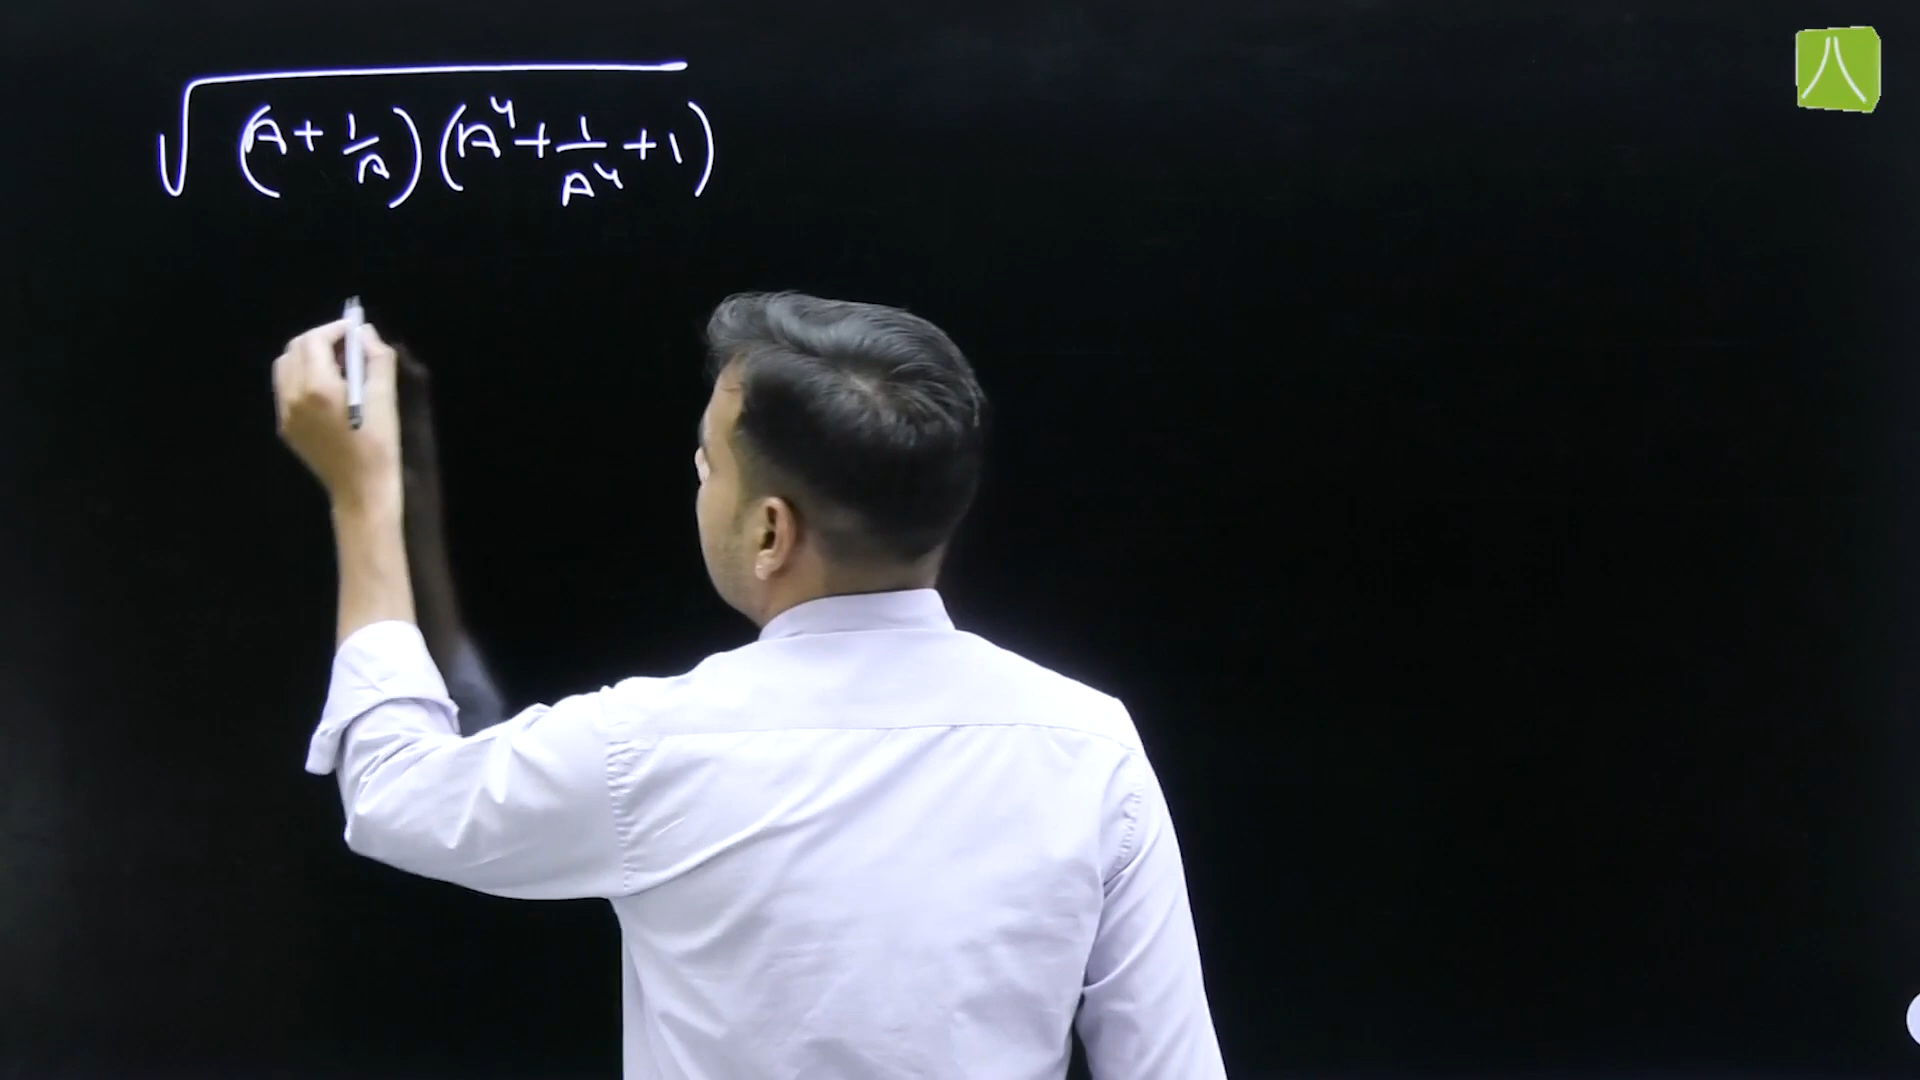 √(A + 1/A)(A⁴ + 1/A⁴ + 1)